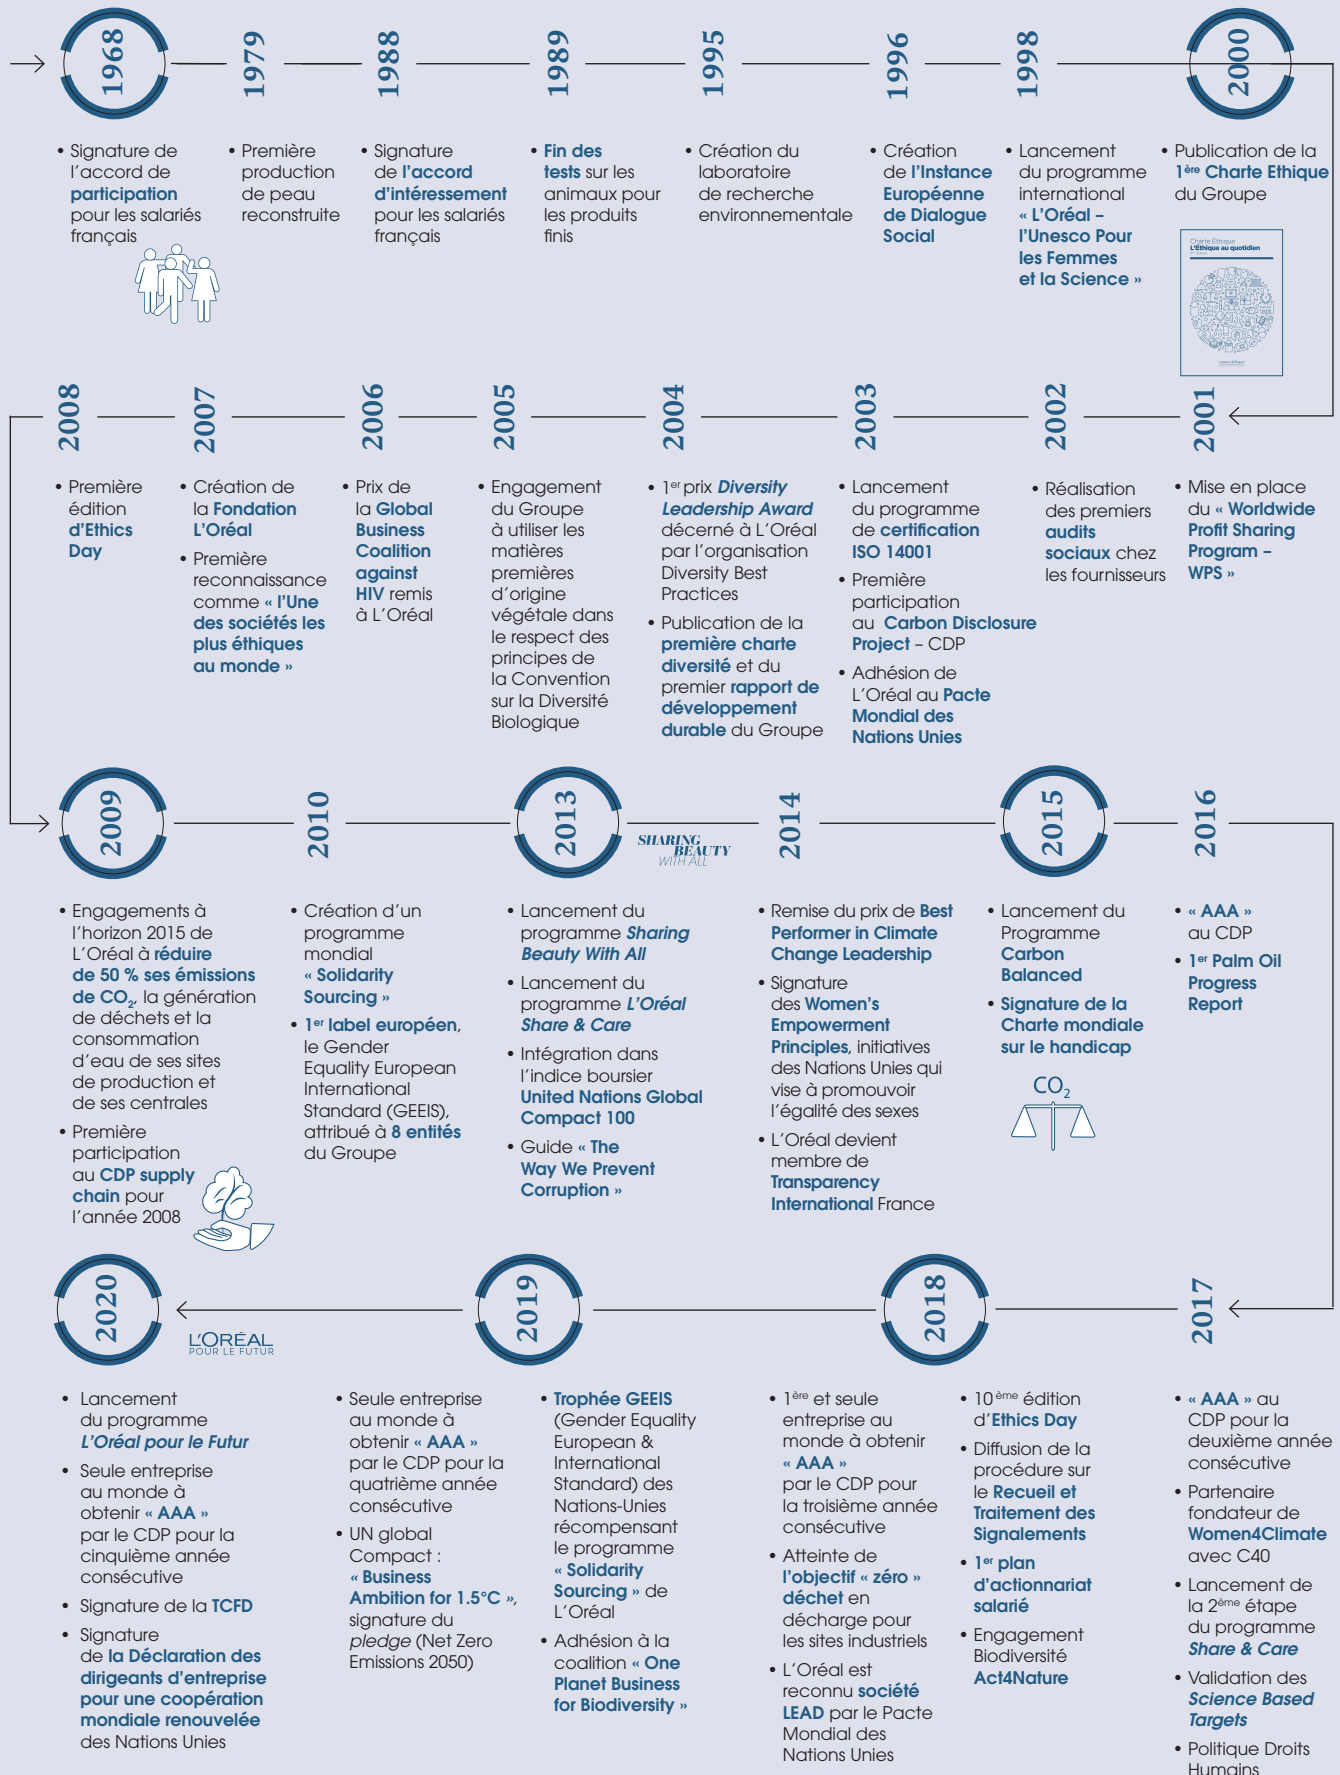 1968
• Signature de
l'accord de
participation
pour les salariés
français
1979
• Première
production
de peau
reconstruite
1988
• Signature
de l'accord
d'intéressement
pour les salariés
français
1989
• Fin des
tests sur les
animaux pour
les produits
finis
1995
• Création du
laboratoire
de recherche
environnementale
1996
• Création
de l'Instance
Européenne
de Dialogue
Social
1998
• Lancement
du programme
international
« L'Oréal –
l'Unesco Pour
les Femmes
et la Science »
2000
• Publication de la
1ère Charte Ethique
du Groupe
Charte Ethique
L'Éthique au quotidien
2001
• Mise en place
du « Worldwide
Profit Sharing
Program –
WPS »
2002
• Réalisation
des premiers
audits
sociaux chez
les fournisseurs
2003
• Lancement
du programme
de certification
ISO 14001
• Première
participation
au Carbon Disclosure
Project – CDP
• Adhésion de
L'Oréal au Pacte
Mondial des
Nations Unies
2004
• 1er prix Diversity
Leadership Award
décerné à L'Oréal
par l'organisation
Diversity Best
Practices
• Publication de la
première charte
diversité et du
premier rapport de
développement
durable du Groupe
2005
• Engagement
du Groupe
à utiliser les
matières
premières
d'origine
végétale dans
le respect des
principes de
la Convention
sur la Diversité
Biologique
2006
• Prix de
la Global
Business
Coalition
against
HIV remis
à L'Oréal
2007
• Création de
la Fondation
L'Oréal
• Première
reconnaissance
comme « l'Une
des sociétés les
plus éthiques
au monde »
2008
• Première
édition
d'Ethics
Day
2009
• Engagements à
l'horizon 2015 de
L'Oréal à réduire
de 50 % ses émissions
de CO2, la génération
de déchets et la
consommation
d'eau de ses sites
de production et
de ses centrales
• Première
participation
au CDP supply
chain pour
l'année 2008
2010
• Création d'un
programme
mondial
« Solidarity
Sourcing »
• 1er label européen,
le Gender
Equality European
International
Standard (GEEIS),
attribué à 8 entités
du Groupe
2013
SHARING
BEAUTY
WITH ALL
• Lancement du
programme Sharing
Beauty With All
• Lancement du
programme L'Oréal
Share & Care
• Intégration dans
l'indice boursier
United Nations Global
Compact 100
• Guide « The
Way We Prevent
Corruption »
2014
• Remise du prix de Best
Performer in Climate
Change Leadership
• Signature
des Women's
Empowerment
Principles, initiatives
des Nations Unies qui
vise à promouvoir
l'égalité des sexes
• L'Oréal devient
membre de
Transparency
International France
2015
• Lancement du
Programme
Carbon
Balanced
• Signature de la
Charte mondiale
sur le handicap
CO2
2016
• « AAA »
au CDP
• 1er Palm Oil
Progress
Report
2017
• « AAA » au
CDP pour la
deuxième année
consécutive
• Partenaire
fondateur de
Women4Climate
avec C40
• Lancement de
la 2ème étape
du programme
Share & Care
• Validation des
Science Based
Targets
• Politique Droits
Humains
2018
• 1ère et seule
entreprise au
monde à obtenir
« AAA »
par le CDP pour
la troisième année
consécutive
• Atteinte de
l'objectif « zéro »
déchet en
décharge pour
les sites industriels
• L'Oréal est
reconnu société
LEAD par le Pacte
Mondial des
Nations Unies
• 10ème édition
d'Ethics Day
• Diffusion de la
procédure sur
le Recueil et
Traitement des
Signalements
• 1er plan
d'actionnariat
salarié
• Engagement
Biodiversité
Act4Nature
2019
• Seule entreprise
au monde à
obtenir « AAA »
par le CDP pour la
quatrième année
consécutive
• UN global
Compact :
« Business
Ambition for 1.5°C »,
signature du
pledge (Net Zero
Emissions 2050)
• Trophée GEEIS
(Gender Equality
European &
International
Standard) des
Nations-Unies
récompensant
le programme
« Solidarity
Sourcing » de
L'Oréal
• Adhésion à la
coalition « One
Planet Business
for Biodiversity »
2020
L'ORÉAL
POUR LE FUTUR
• Lancement
du programme
L'Oréal pour le Futur
• Seule entreprise
au monde à
obtenir « AAA »
par le CDP pour la
cinquième année
consécutive
• Signature de la TCFD
• Signature
de la Déclaration des
dirigeants d'entreprise
pour une coopération
mondiale renouvelée
des Nations Unies